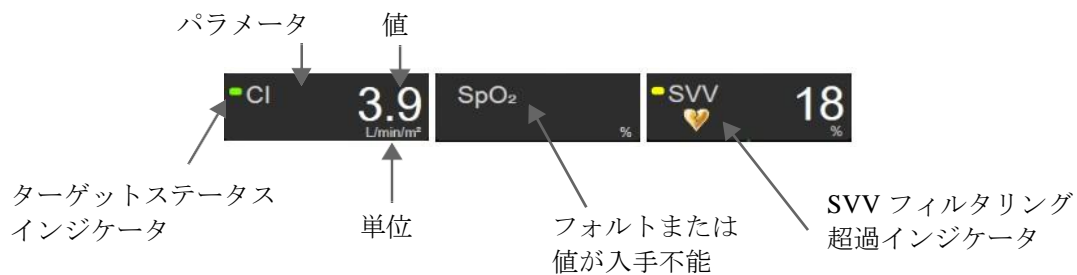 パラメータ
値
CI
3.9
L/min/m²
SpO₂
%
SVV
18
%
ターゲットステータス
インジケータ
単位
フォルトまたは
値が入手不能
SVV フィルタリング
超過インジケータ